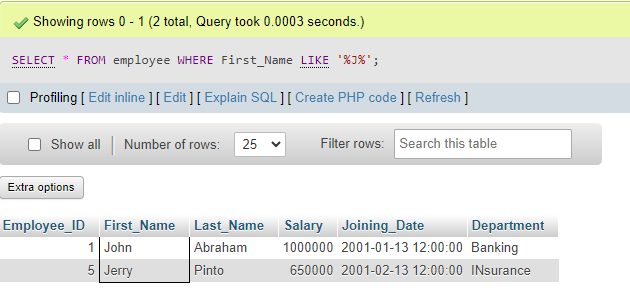 Showing rows 0 - 1 (2 total, Query took 0.0003 seconds.)
SELECT * FROM employee WHERE First_Name LIKE '%J%';
Profiling [ Edit inline ] [ Edit ] [ Explain SQL ] [ Create PHP code ] [ Refresh ]
Show all Number of rows: 25 Filter rows: Search this table
Extra options
Employee_ID First_Name Last_Name Salary Joining_Date Department
1 John Abraham 1000000 2001-01-13 12:00:00 Banking
5 Jerry Pinto 650000 2001-02-13 12:00:00 INsurance